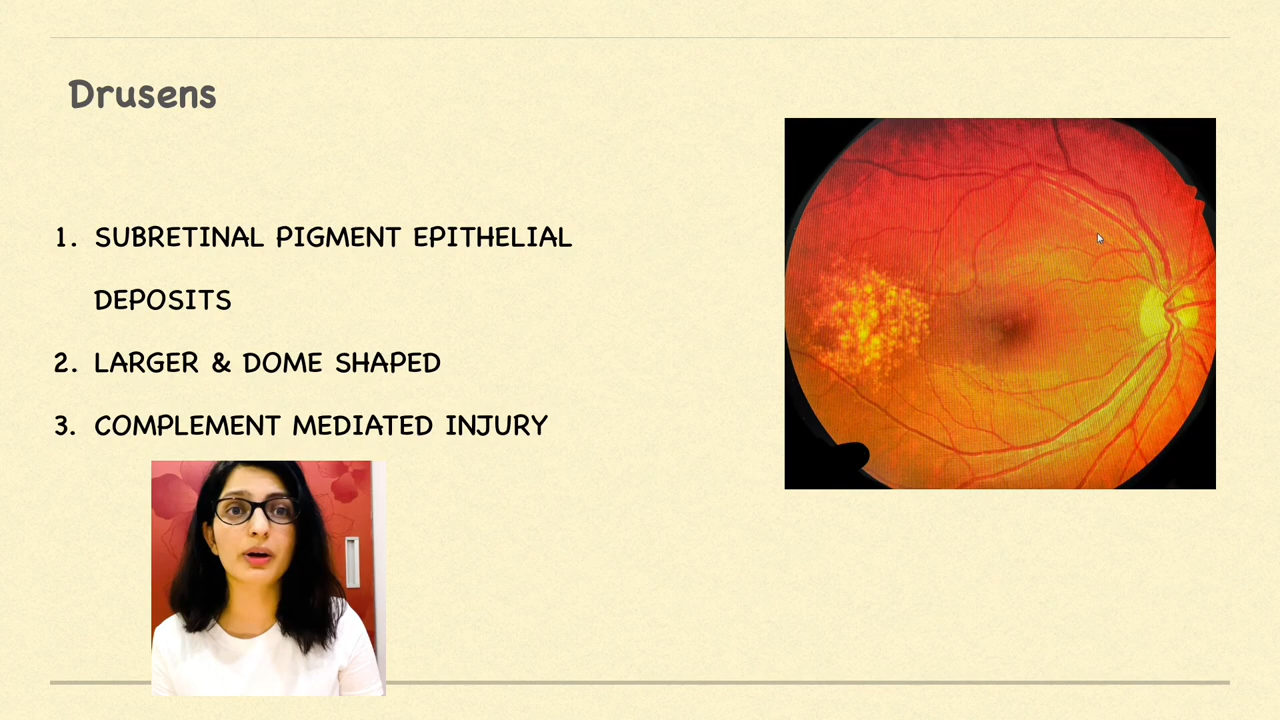 Drusens
1. SUBRETINAL PIGMENT EPITHELIAL
DEPOSITS
2. LARGER & DOME SHAPED
3. COMPLEMENT MEDIATED INJURY